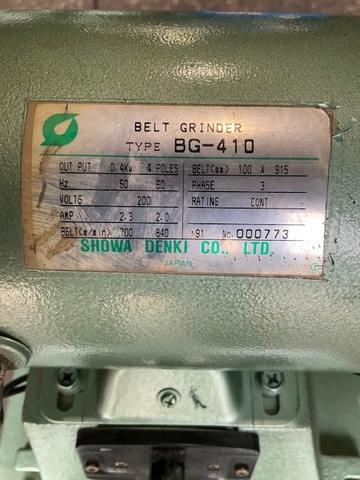 BELT GRINDER
TYPE BG-410
OUT PUT 0.4KW 4 POLES BELT(mm) 100 X 915
Hz 50 60 PHASE 3
VOLTS 200 RATING CONT
AMP 2.3 2.0
BELT(m/min) 700 840 '91 No. 000773
SHOWA DENKI CO., LTD.
JAPAN